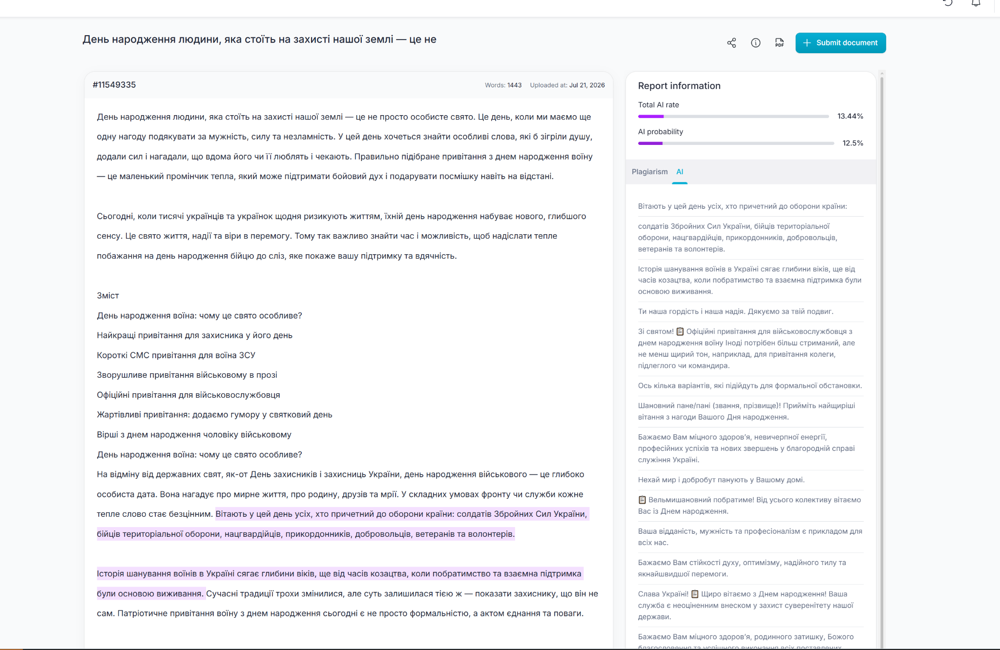 День народження людини, яка стоїть на захисті нашої землі — це не
PDF
Submit document
#11549335
Words: 1443 Uploaded at: Jul 21, 2026
День народження людини, яка стоїть на захисті нашої землі — це не просто особисте свято. Це день, коли ми маємо ще
одну нагоду подякувати за мужність, силу та незламність. У цей день хочеться знайти особливі слова, які б зігріли душу,
додали сил і нагадали, що вдома його чи її люблять і чекають. Правильно підібране привітання з днем народження воїну
— це маленький промінчик тепла, який може підтримати бойовий дух і подарувати посмішку навіть на відстані.
Сьогодні, коли тисячі українців та українок щодня ризикують життям, їхній день народження набуває нового, глибшого
сенсу. Це свято життя, надії та віри в перемогу. Тому так важливо знайти час і можливість, щоб надіслати тепле
побажання на день народження бійцю до сліз, яке покаже вашу підтримку та вдячність.
Зміст
День народження воїна: чому це свято особливе?
Найкращі привітання для захисника у його день
Короткі СМС привітання для воїна ЗСУ
Зворушливе привітання військовому в прозі
Офіційні привітання для військовослужбовця
Жартівливі привітання: додаємо гумору у святковий день
Вірші з днем народження чоловіку військовому
День народження воїна: чому це свято особливе?
На відміну від державних свят, як-от День захисників і захисниць України, день народження військового — це глибоко
особиста дата. Вона нагадує про мирне життя, про родину, друзів та мрії. У складних умовах фронту чи служби кожне
тепле слово стає безцінним. Вітають у цей день усіх, хто причетний до оборони країни: солдатів Збройних Сил України,
бійців територіальної оборони, нацгвардійців, прикордонників, добровольців, ветеранів та волонтерів.
Історія шанування воїнів в Україні сягає глибини віків, ще від часів козацтва, коли побратимство та взаємна підтримка
були основою виживання. Сучасні традиції трохи змінилися, але суть залишилася тією ж — показати захиснику, що він не
сам. Патріотичне привітання воїну з днем народження сьогодні є не просто формальністю, а актом єднання та поваги.
Report information
Total AI rate
13.44%
AI probability
12.5%
Plagiarism AI
Вітають у цей день усіх, хто причетний до оборони країни:
солдатів Збройних Сил України, бійців територіальної
оборони, нацгвардійців, прикордонників, добровольців,
ветеранів та волонтерів.
Історія шанування воїнів в Україні сягає глибини віків, ще від
часів козацтва, коли побратимство та взаємна підтримка були
основою виживання.
Ти наша гордість і наша надія. Дякуємо за твій подвиг.
Зі святом! 📋 Офіційні привітання для військовослужбовця з
днем народження воїну Іноді потрібен більш стриманий, але
не менш щирий тон, наприклад, для привітання колеги,
підлеглого чи командира.
Ось кілька варіантів, які підійдуть для формальної обстановки.
Шановний пане/пані (звання, прізвище)! Прийміть найщиріші
вітання з нагоди Вашого Дня народження.
Бажаємо Вам міцного здоров’я, невичерпної енергії,
професійних успіхів та нових звершень у благородній справі
служіння Україні.
Нехай мир і добробут панують у Вашому домі.
📋 Вельмишановний побратиме! Від усього колективу вітаємо
Вас із Днем народження.
Ваша відданість, мужність та професіоналізм є прикладом для
всіх нас.
Бажаємо Вам стійкості духу, оптимізму, надійного тилу та
якнайшвидшої перемоги.
Слава Україні! 📋 Щиро вітаємо з Днем народження! Ваша
служба є неоціненним внеском у захист суверенітету нашої
держави.
Бажаємо Вам міцного здоров’я, родинного затишку, Божого
благословення та успішного виконання всіх поставлених